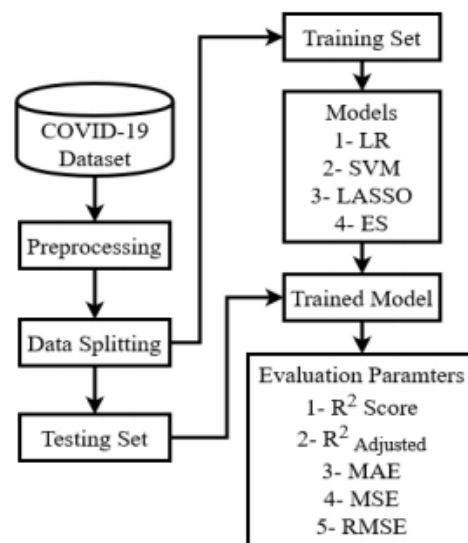 COVID-19
Dataset
Preprocessing
Data Splitting
Testing Set
Training Set
Models
1- LR
2- SVM
3- LASSO
4- ES
Trained Model
Evaluation Paramters
1- R² Score
2- R² Adjusted
3- MAE
4- MSE
5- RMSE